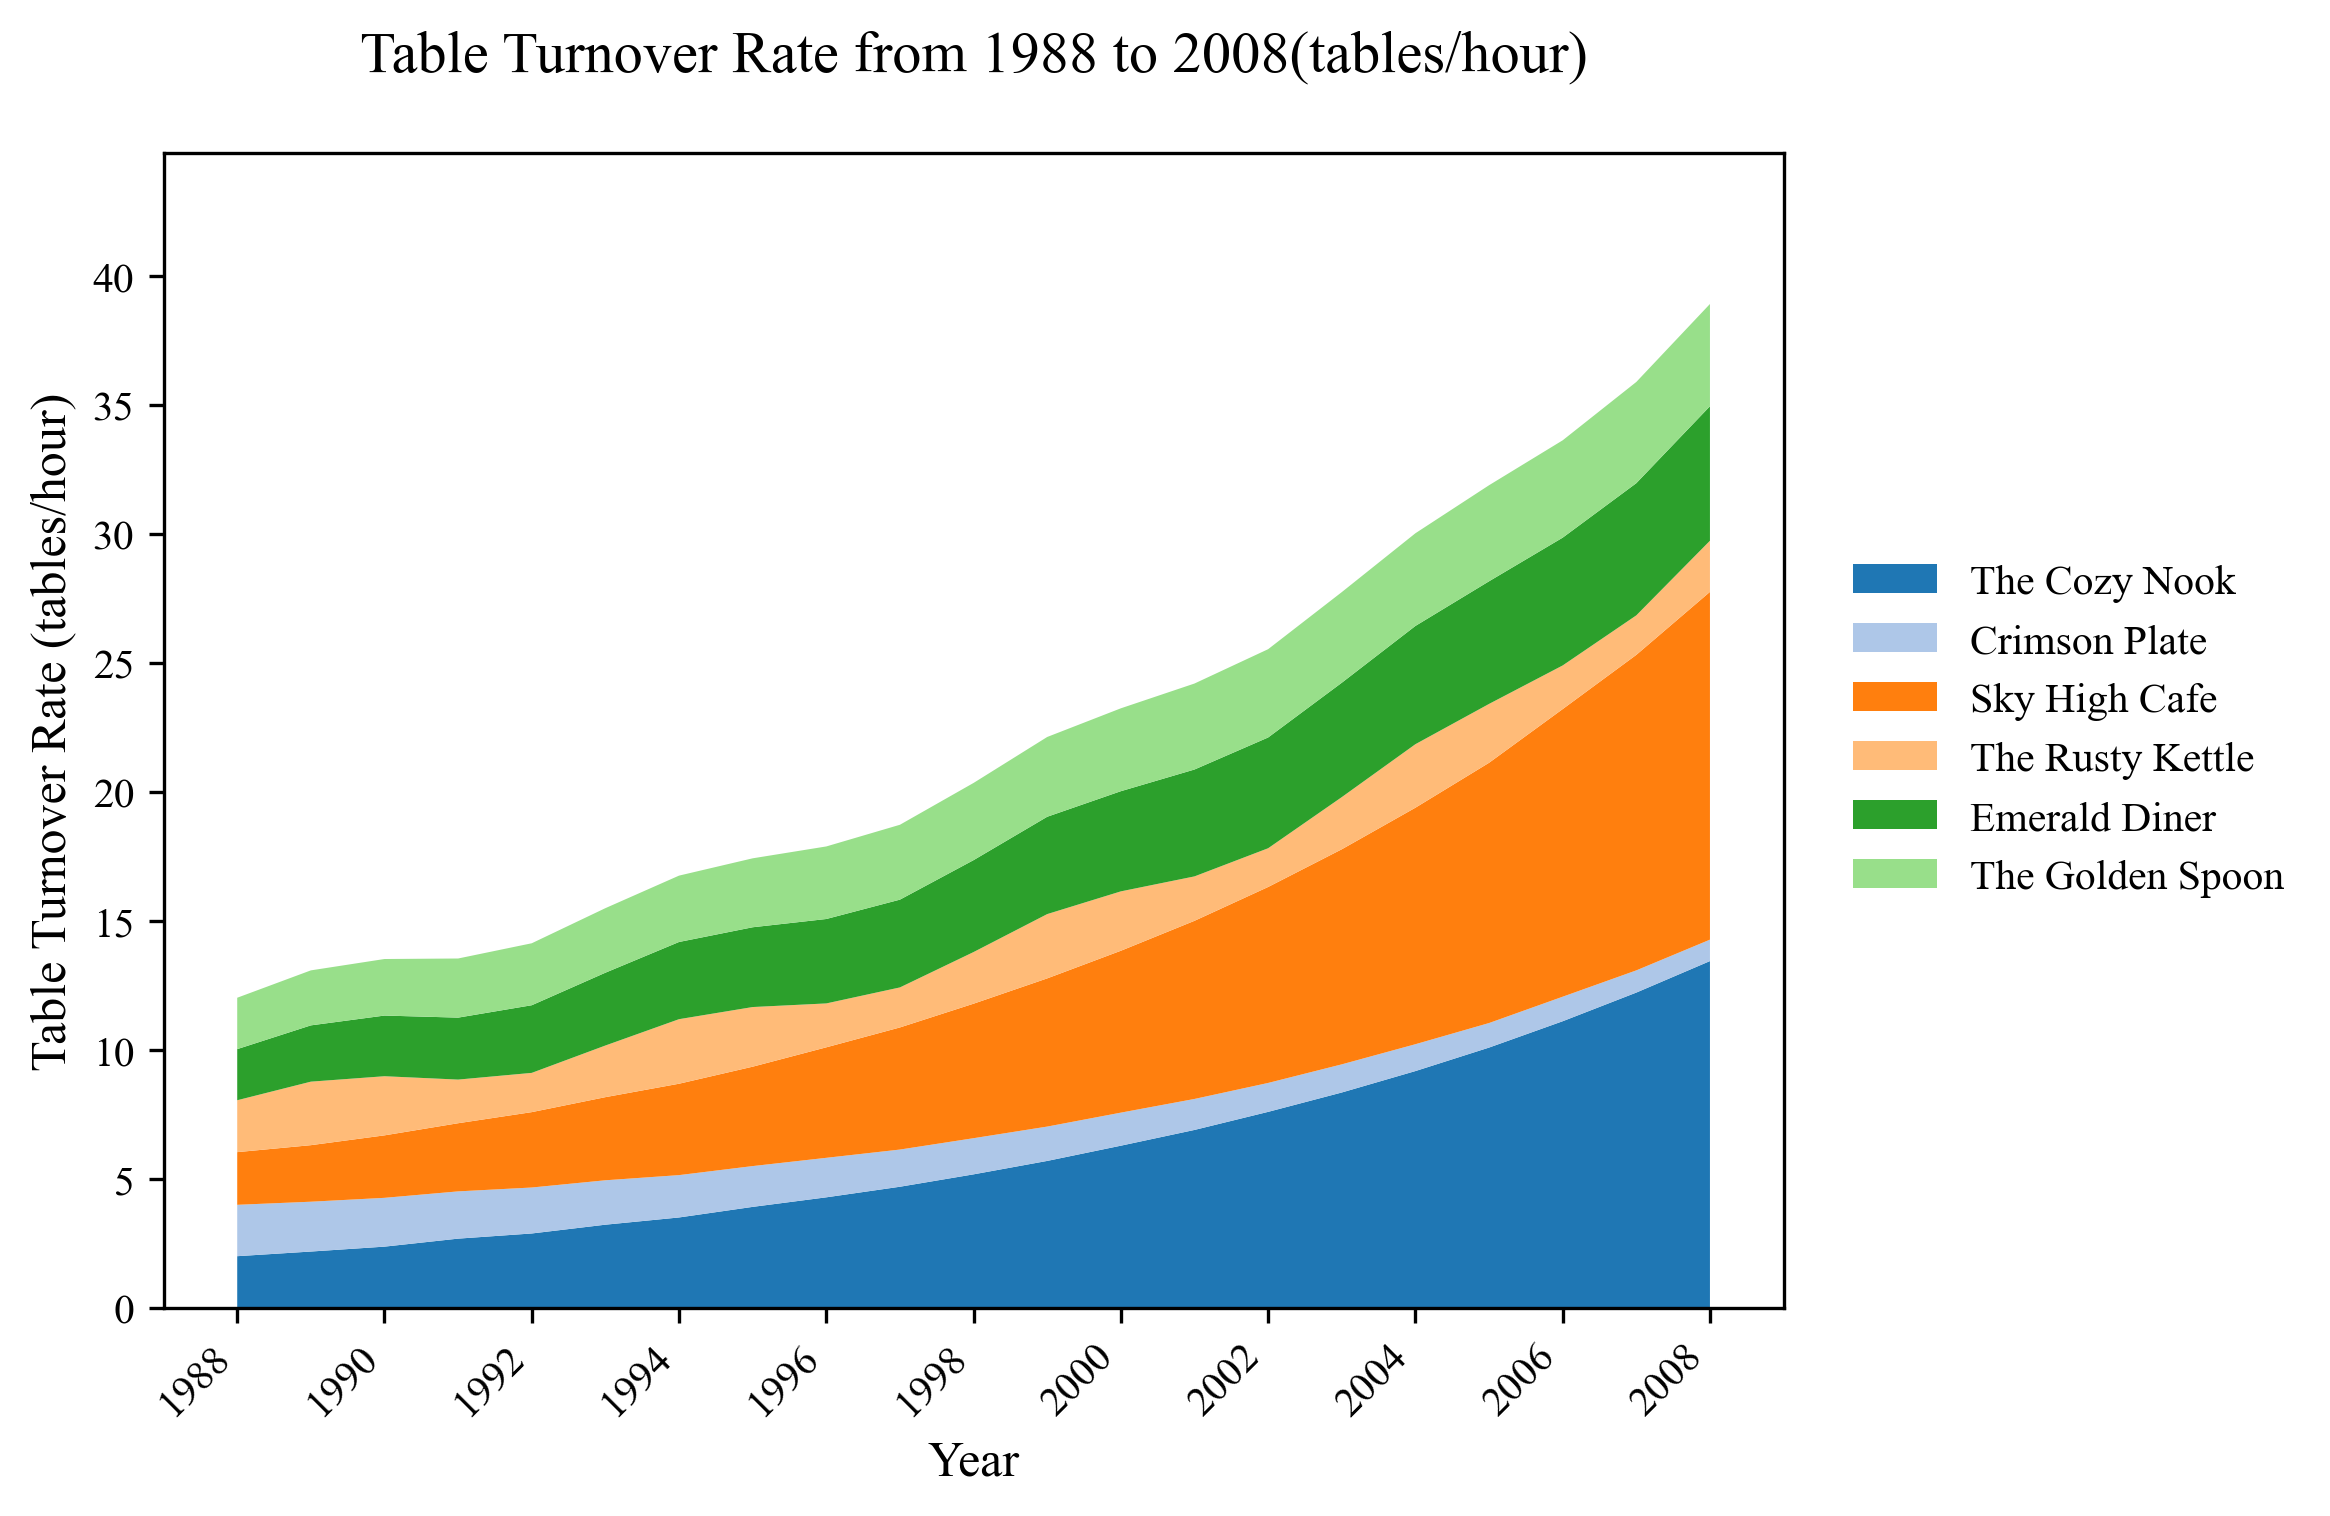 Table Turnover Rate from 1988 to 2008(tables/hour)
Table Turnover Rate (tables/hour)
40
35
30
25
20
15
10
5
0
1988
1990
1992
1994
1996
1998
2000
2002
2004
2006
2008
Year
The Cozy Nook
Crimson Plate
Sky High Cafe
The Rusty Kettle
Emerald Diner
The Golden Spoon